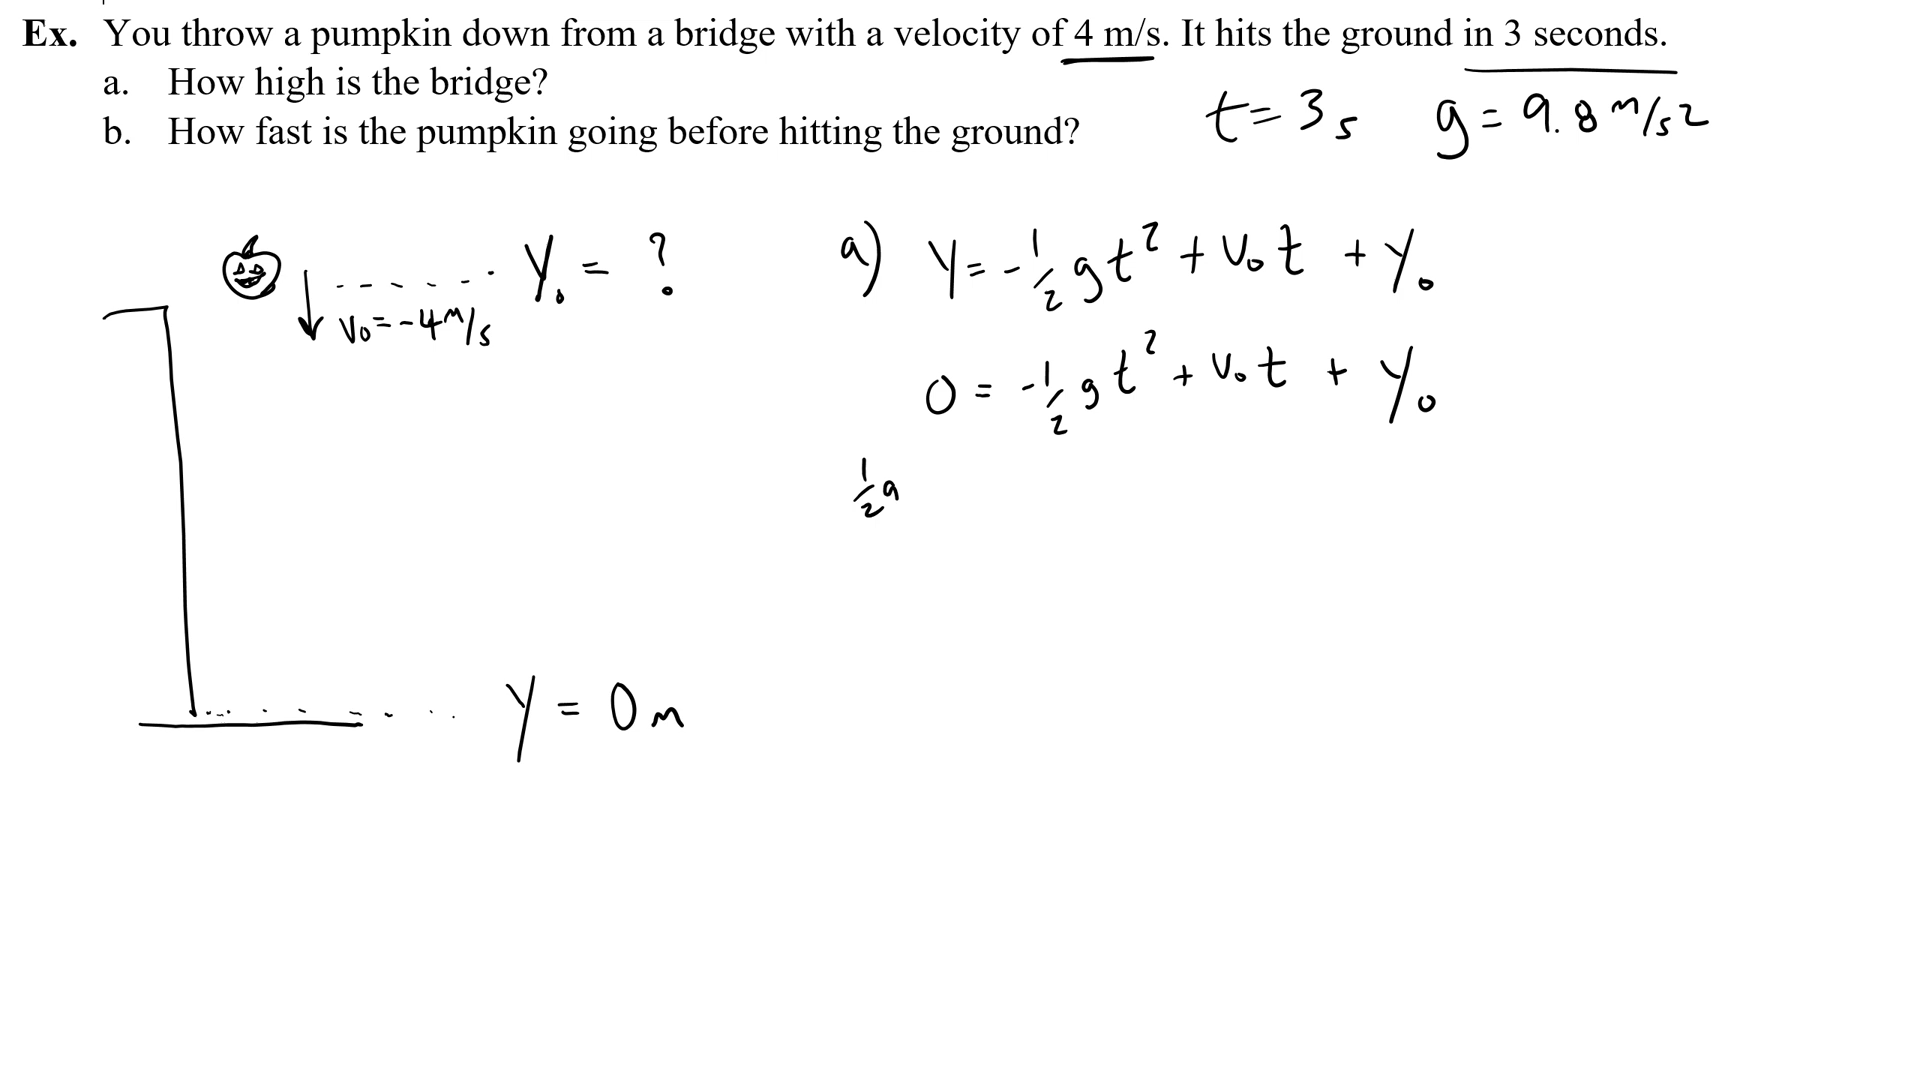 Ex. You throw a pumpkin down from a bridge with a velocity of 4 m/s. It hits the ground in 3 seconds.
a. How high is the bridge?
b. How fast is the pumpkin going before hitting the ground?
t = 3s g = 9.8 m/s²
y₀ = ?
v₀ = -4 m/s
a) y = -½gt² + v₀t + y₀
0 = -½gt² + v₀t + y₀
½g
y = 0m